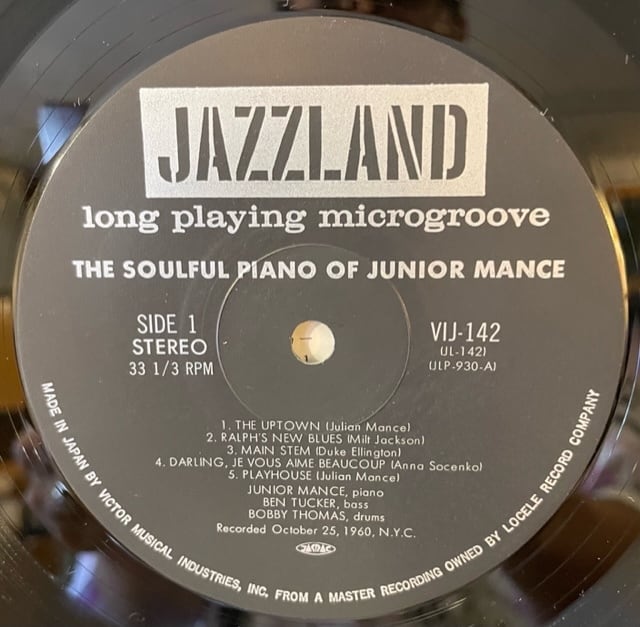 JAZZLAND
long playing microgroove
THE SOULFUL PIANO OF JUNIOR MANCE
SIDE 1
STEREO
33 1/3 RPM
VIJ-142
(JL-142)
(JLP-930-A)
1. THE UPTOWN (Julian Mance)
2. RALPH'S NEW BLUES (Milt Jackson)
3. MAIN STEM (Duke Ellington)
4. DARLING, JE VOUS AIME BEAUCOUP (Anna Socenko)
5. PLAYHOUSE (Julian Mance)
JUNIOR MANCE, piano
BEN TUCKER, bass
BOBBY THOMAS, drums
Recorded October 25, 1960, N.Y.C.
JASRAC
MADE IN JAPAN BY VICTOR MUSICAL INDUSTRIES, INC. FROM A MASTER RECORDING OWNED BY LOCELE RECORD COMPANY